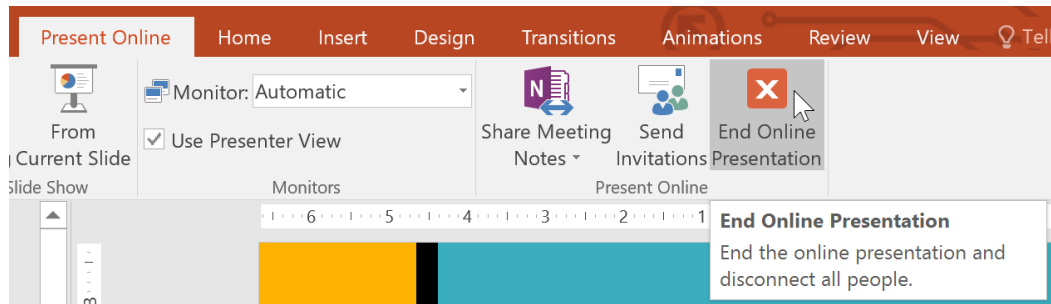 Present Online Home Insert Design Transitions Animations Review View Tell
Monitor: Automatic
Use Presenter View
From
Current Slide
Slide Show
Monitors
N
Share Meeting
Notes
Send
Invitations
End Online
Presentation
Present Online
6 5 4 3 2 1
End Online Presentation
End the online presentation and
disconnect all people.